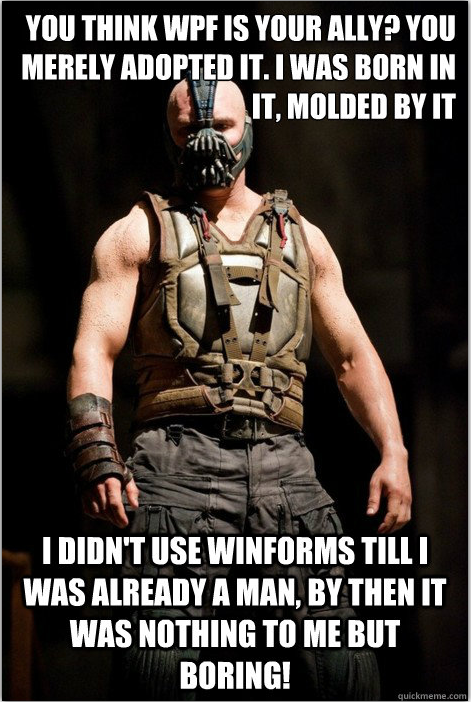 YOU THINK WPF IS YOUR ALLY? YOU
MERELY ADOPTED IT. I WAS BORN IN
IT, MOLDED BY IT
I DIDN'T USE WINFORMS TILL I
WAS ALREADY A MAN, BY THEN IT
WAS NOTHING TO ME BUT
BORING!
quickmeme.com